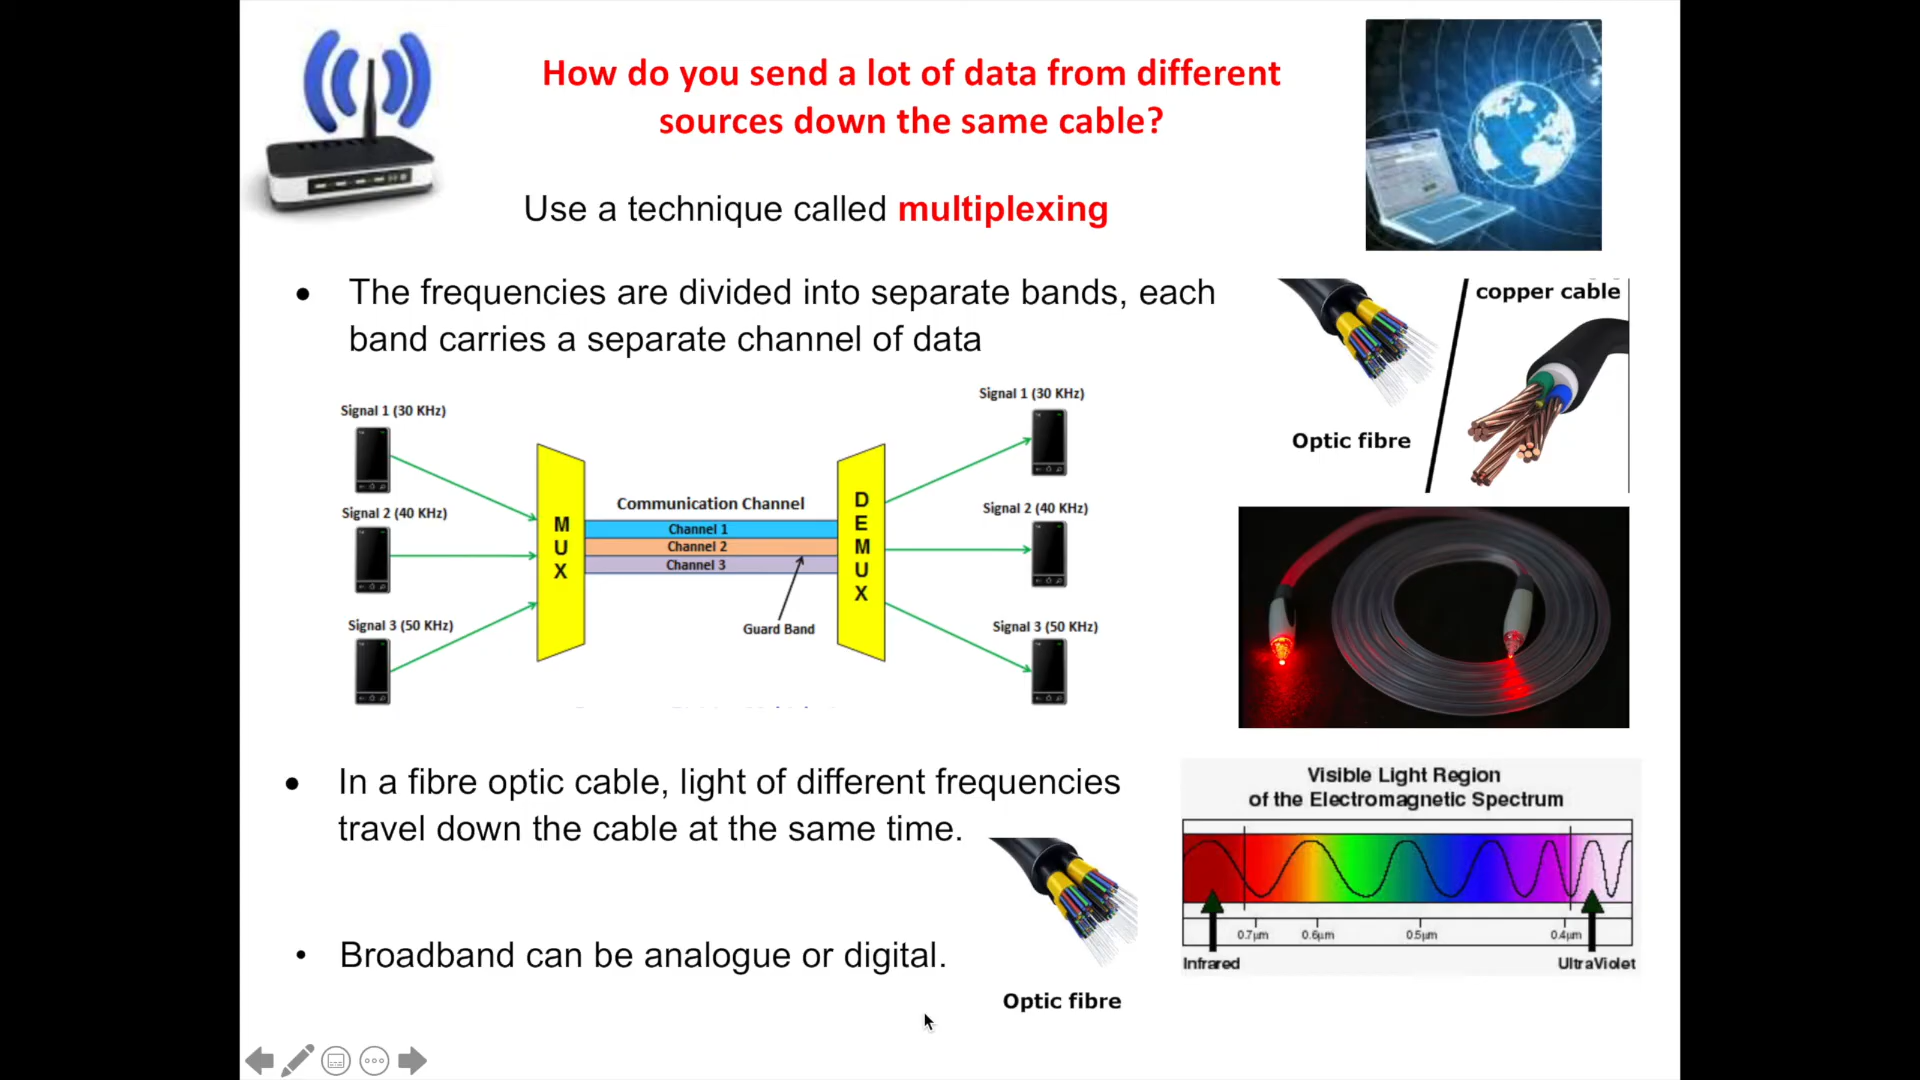 How do you send a lot of data from different
sources down the same cable?
Use a technique called multiplexing
• The frequencies are divided into separate bands, each
band carries a separate channel of data
copper cable
Optic fibre
Signal 1 (30 KHz)
Signal 2 (40 KHz)
Signal 3 (50 KHz)
MUX
Communication Channel
Channel 1
Channel 2
Channel 3
Guard Band
DEMUX
Signal 1 (30 KHz)
Signal 2 (40 KHz)
Signal 3 (50 KHz)
• In a fibre optic cable, light of different frequencies
travel down the cable at the same time.
• Broadband can be analogue or digital.
Optic fibre
Visible Light Region
of the Electromagnetic Spectrum
0.7µm 0.6µm 0.5µm 0.4µm
Infrared UltraViolet